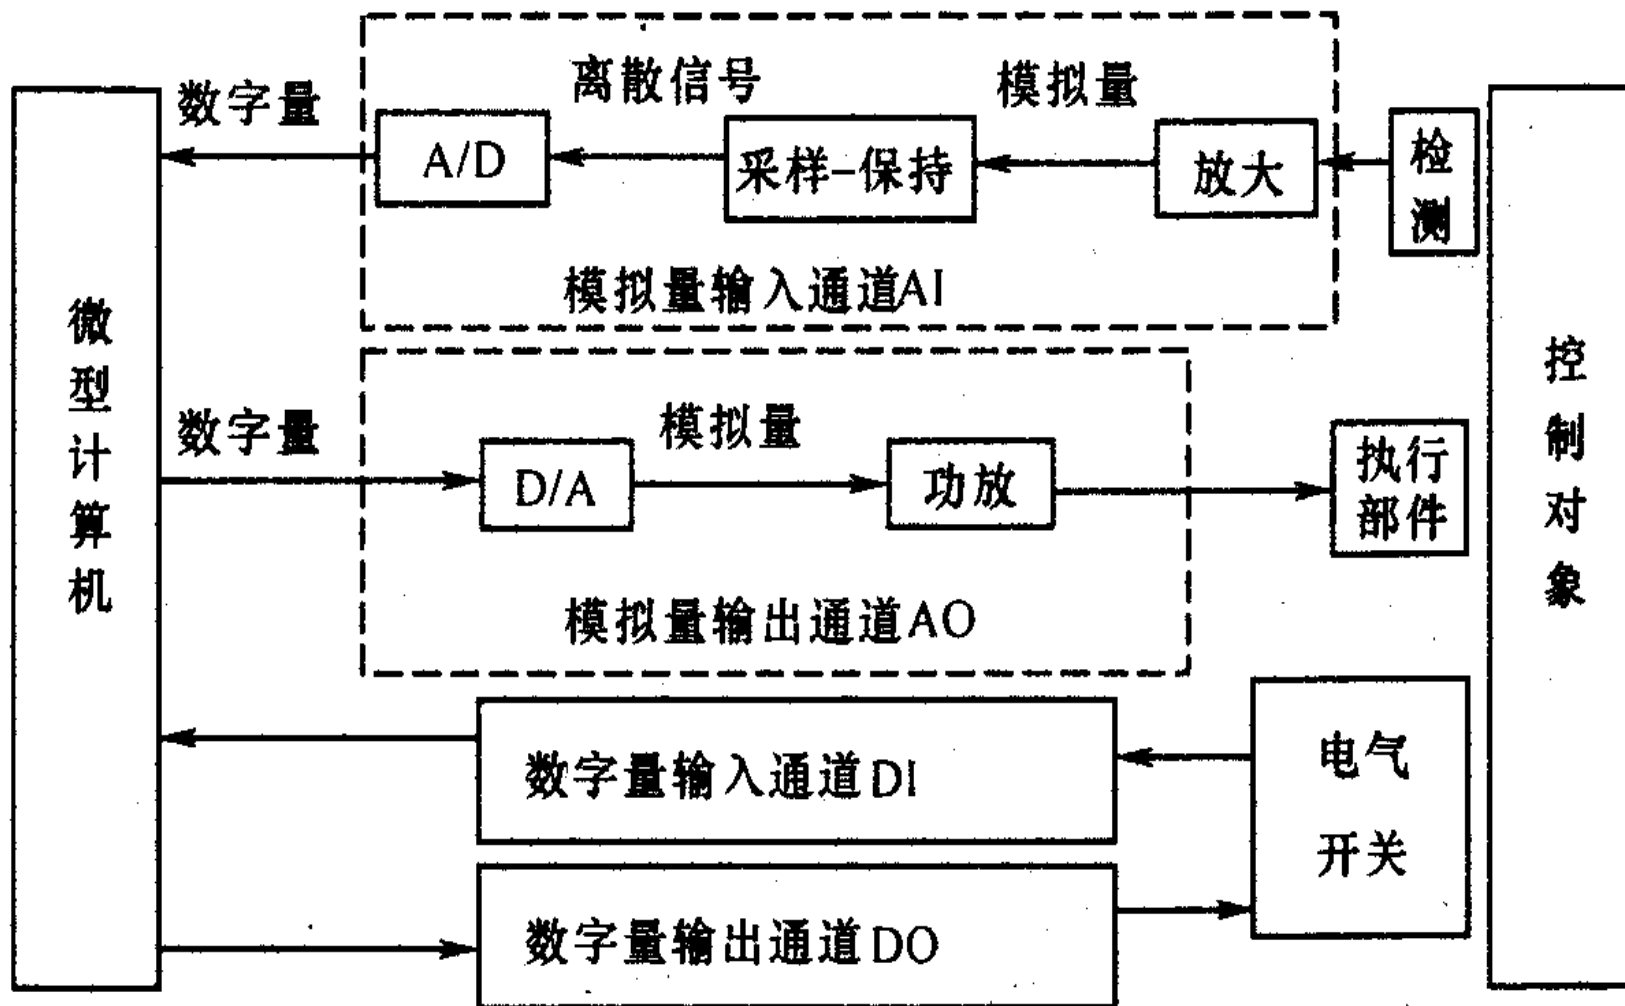 离散信号
模拟量
数字量
A/D
采样-保持
放大
检测
模拟量输入通道AI
微型计算机
控制对象
数字量
模拟量
D/A
功放
执行
部件
模拟量输出通道AO
数字量输入通道DI
电气
开关
数字量输出通道DO